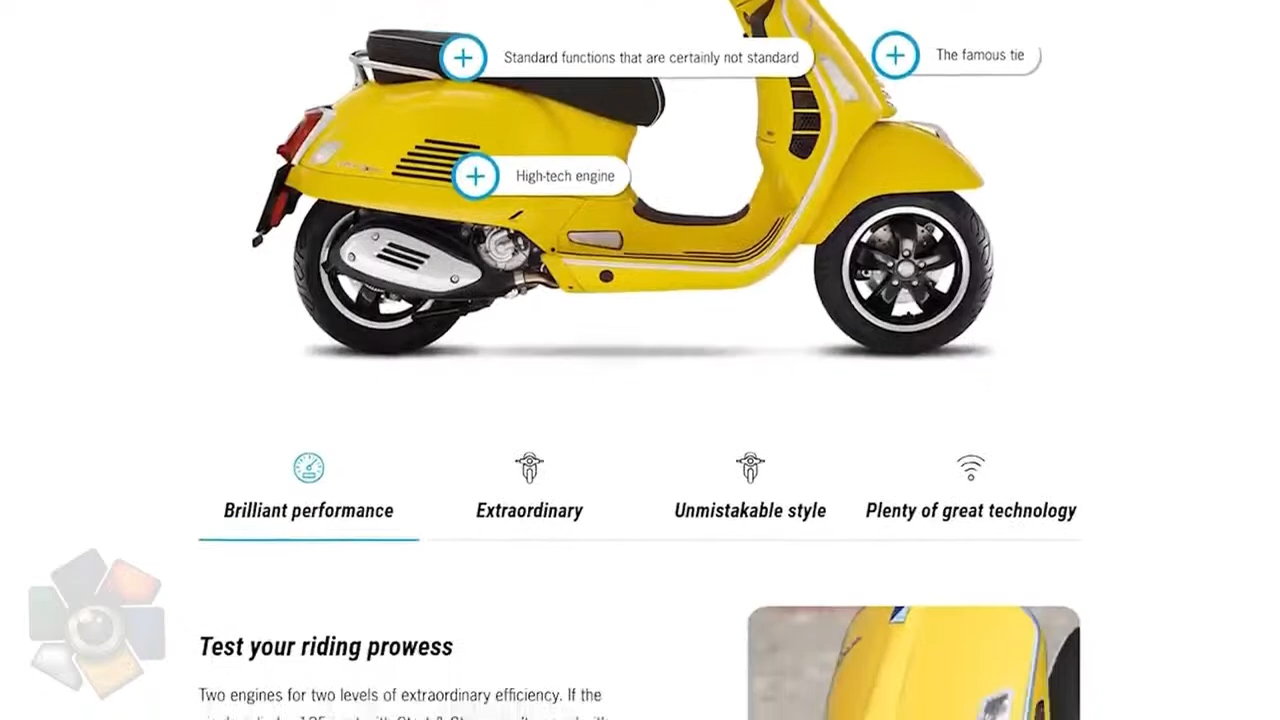 Standard functions that are certainly not standard
The famous tie
High-tech engine
Brilliant performance
Extraordinary
Unmistakable style
Plenty of great technology
Test your riding prowess
Two engines for two levels of extraordinary efficiency. If the